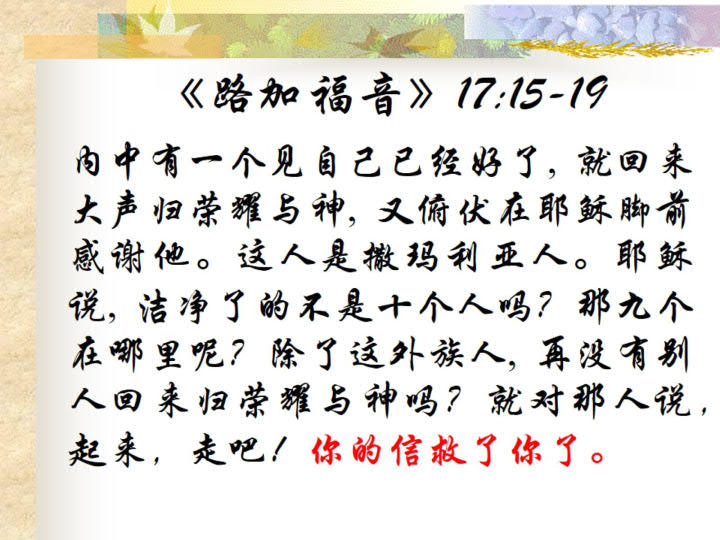 《路加福音》17:15-19
内中有一个见自己已经好了，就回来
大声归荣耀与神，又俯伏在耶稣脚前
感谢他。这人是撒玛利亚人。耶稣
说，洁净了的不是十个人吗？那九个
在哪里呢？除了这外族人，再没有别
人回来归荣耀与神吗？就对那人说，
起来，走吧！你的信救了你了。